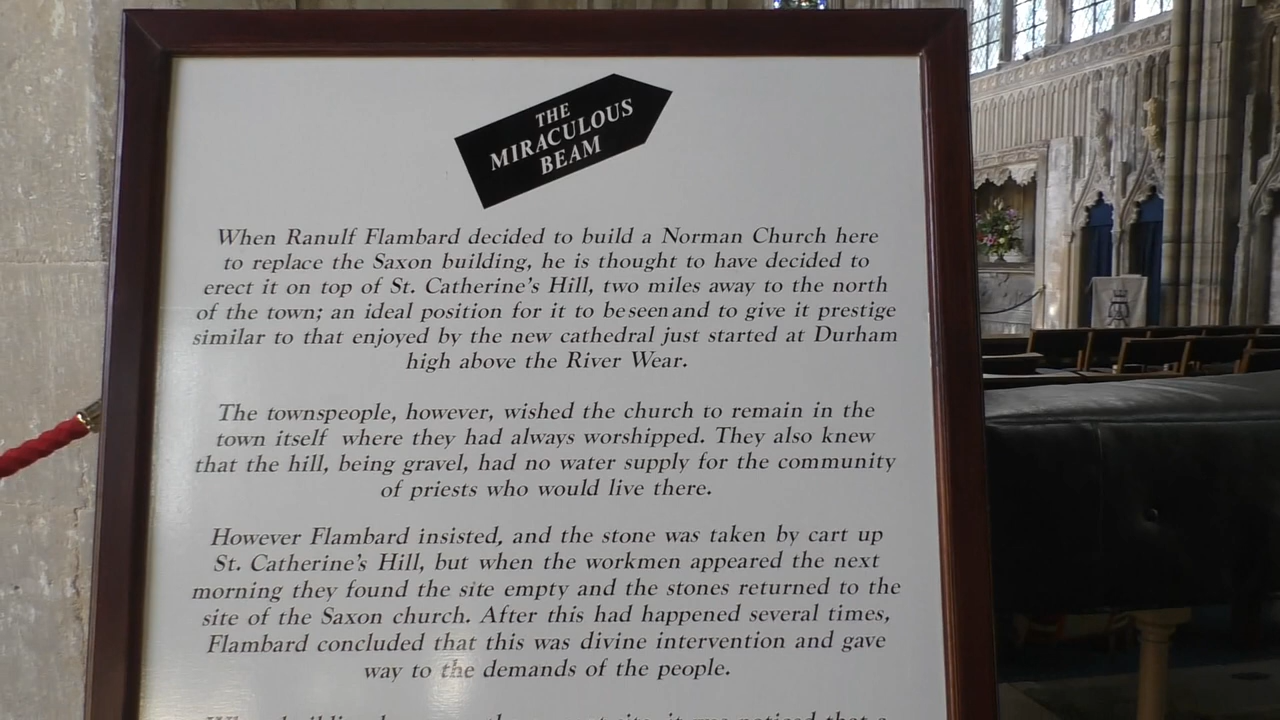 THE
MIRACULOUS
BEAM
When Ranulf Flambard decided to build a Norman Church here
to replace the Saxon building, he is thought to have decided to
erect it on top of St. Catherine's Hill, two miles away to the north
of the town; an ideal position for it to be seen and to give it prestige
similar to that enjoyed by the new cathedral just started at Durham
high above the River Wear.
The townspeople, however, wished the church to remain in the
town itself where they had always worshipped. They also knew
that the hill, being gravel, had no water supply for the community
of priests who would live there.
However Flambard insisted, and the stone was taken by cart up
St. Catherine's Hill, but when the workmen appeared the next
morning they found the site empty and the stones returned to the
site of the Saxon church. After this had happened several times,
Flambard concluded that this was divine intervention and gave
way to the demands of the people.